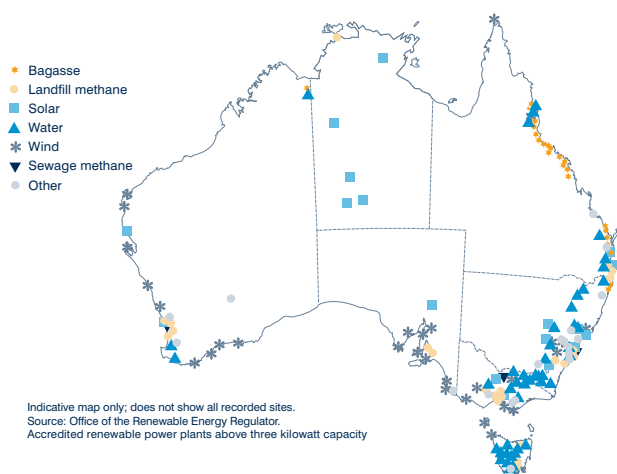 Bagasse
Landfill methane
Solar
Water
Wind
Sewage methane
Other
Indicative map only; does not show all recorded sites.
Source: Office of the Renewable Energy Regulator.
Accredited renewable power plants above three kilowatt capacity